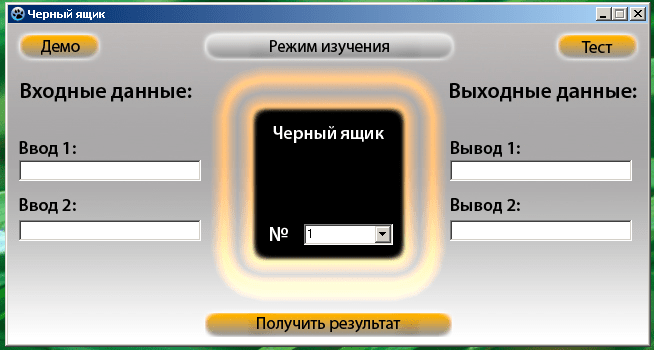 Черный ящик
Демо
Режим изучения
Тест
Входные данные:
Выходные данные:
Черный ящик
Ввод 1:
Вывод 1:
Ввод 2:
Вывод 2:
№ 1
Получить результат